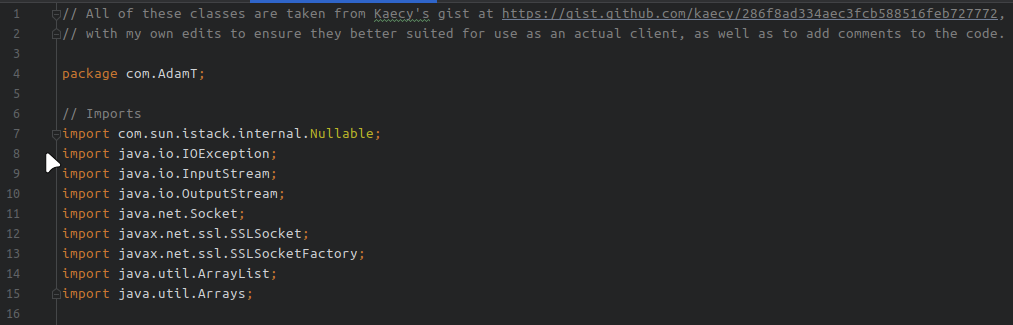 1 // All of these classes are taken from Kaecy's gist at https://gist.github.com/kaecy/286f8ad334aec3fcb588516feb727772,
2 // with my own edits to ensure they better suited for use as an actual client, as well as to add comments to the code.
3
4 package com.AdamT;
5
6 // Imports
7 import com.sun.istack.internal.Nullable;
8 import java.io.IOException;
9 import java.io.InputStream;
10 import java.io.OutputStream;
11 import java.net.Socket;
12 import javax.net.ssl.SSLSocket;
13 import javax.net.ssl.SSLSocketFactory;
14 import java.util.ArrayList;
15 import java.util.Arrays;
16